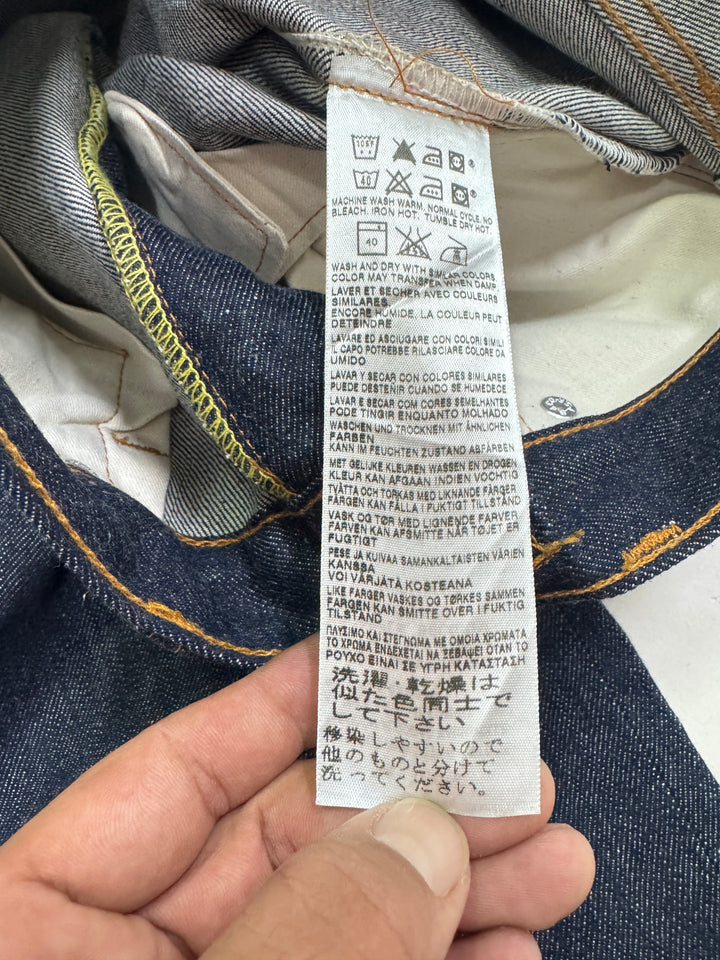 40
MACHINE WASH WARM, NORMAL CYCLE, NO
BLEACH. IRON HOT. TUMBLE DRY HOT
40
WASH AND DRY WITH SIMILAR COLORS
COLOR MAY TRANSFER WHEN DAMP.
LAVER ET SÉCHER AVEC COULEURS
SIMILARES.
ENCORE HUMIDE, LA COULEUR PEUT
DÉTEINDRE
LAVARE ED ASCIUGARE CON COLORI SIMILI
IL CAPO POTREBBE RILASCIARE COLORE DA
UMIDO
LAVAR Y SECAR CON COLORES SIMILARES
PUEDE DESTEÑIR CUANDO SE HUMEDECE
LAVAR E SECAR COM CORES SEMELHANTES
PODE TINGIR ENQUANTO MOLHADO
WASCHEN UND TROCKNEN MIT ÄHNLICHEN
FARBEN
KANN IM FEUCHTEN ZUSTAND ABFÄRBEN
MET GELIJKE KLEUREN WASSEN EN DROGEN
KLEUR KAN AFGAAN INDIEN VOCHTIG
TVÄTTA OCH TORKAS MED LIKNANDE FÄRGER
FÄRGEN KAN FÄLLA I FUKTIGT TILLSTÅND
VASK OG TØR MED LIGNENDE FARVER
FARVEN KAN AFSMITTE NÅR TØJET ER
FUGTIGT
PESE JA KUIVAA SAMANKALTAISTEN VÄRIEN
KANSSA
VOI VÄRJÄTÄ KOSTEANA
LIKE FARGER VASKES OG TØRKES SAMMEN
FARGEN KAN SMITTE OVER I FUKTIG
TILSTAND
ΠΛΥΣΙΜΟ ΚΑΙ ΣΤΕΓΝΩΜΑ ΜΕ ΟΜΟΙΑ ΧΡΩΜΑΤΑ
ΤΟ ΧΡΩΜΑ ΕΝΔΕΧΕΤΑΙ ΝΑ ΞΕΒΑΨΕΙ ΟΤΑΝ ΤΟ
ΡΟΥΧΟ ΕΙΝΑΙ ΣΕ ΥΓΡΗ ΚΑΤΑΣΤΑΣΗ
洗濯・乾燥は
似た色同士で
して下さい
移染しやすいので
他のものと分けて
洗ってください。